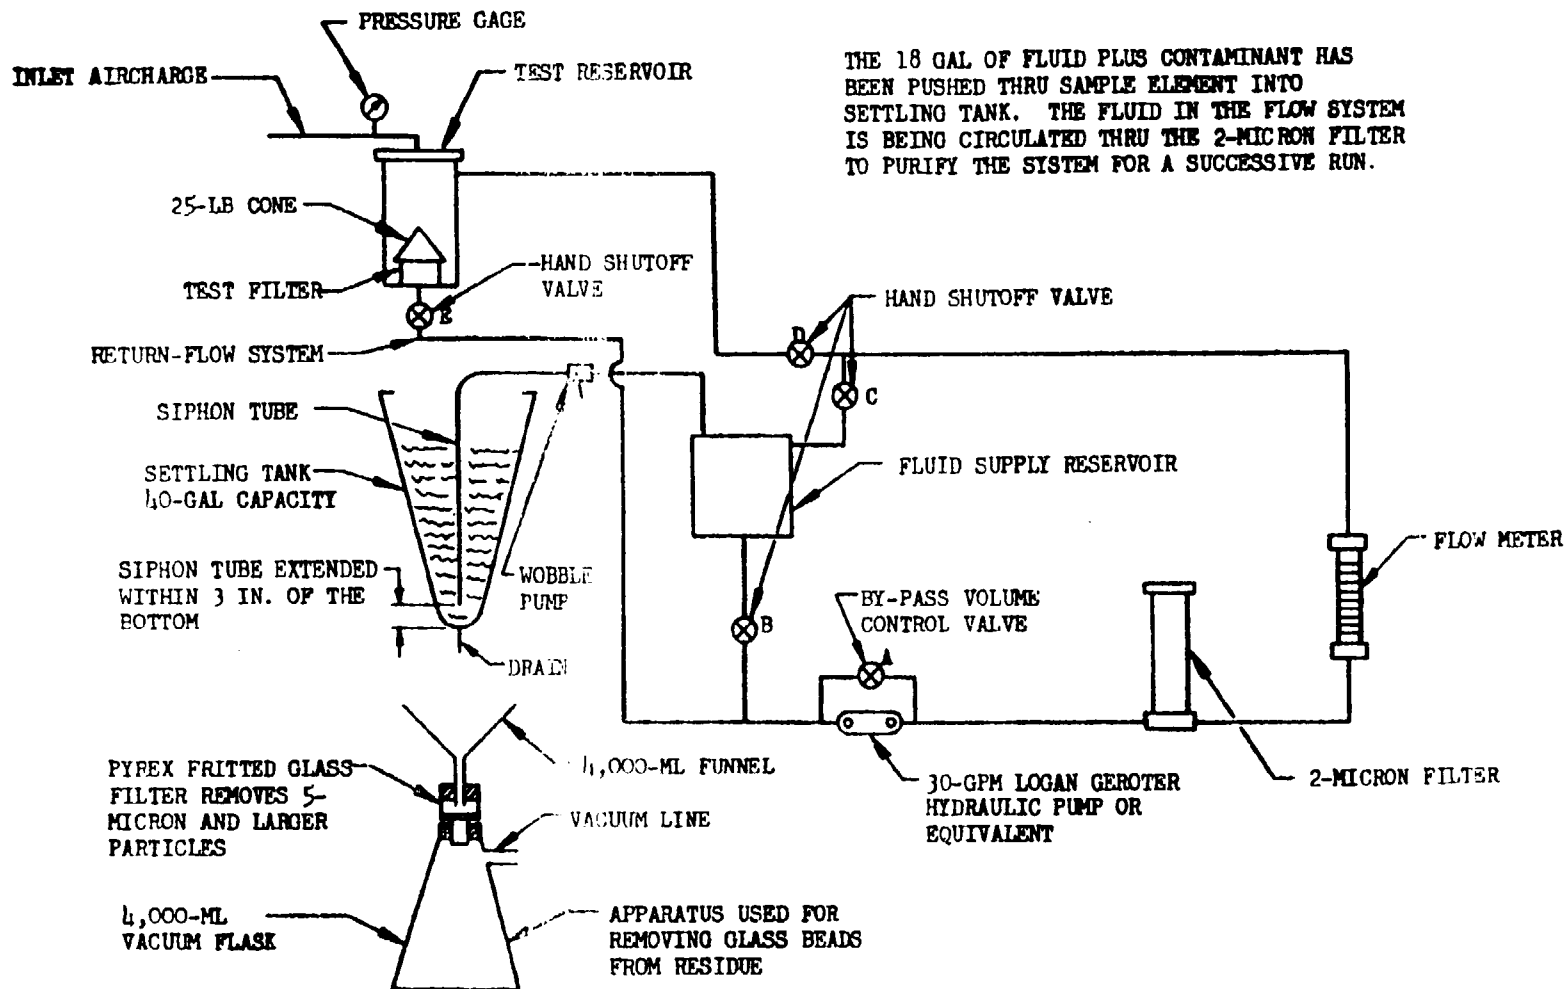 PRESSURE GAGE
INLET AIRCHARGE
TEST RESERVOIR
THE 18 GAL OF FLUID PLUS CONTAMINANT HAS
BEEN PUSHED THRU SAMPLE ELEMENT INTO
SETTLING TANK. THE FLUID IN THE FLOW SYSTEM
IS BEING CIRCULATED THRU THE 2-MICRON FILTER
TO PURIFY THE SYSTEM FOR A SUCCESSIVE RUN.
25-LB CONE
HAND SHUTOFF
VALVE
TEST FILTER
E
HAND SHUTOFF VALVE
D
RETURN-FLOW SYSTEM
C
SIPHON TUBE
SETTLING TANK
40-GAL CAPACITY
FLUID SUPPLY RESERVOIR
FLOW METER
SIPHON TUBE EXTENDED
WITHIN 3 IN. OF THE
BOTTOM
WOBBLE
PUMP
B
BY-PASS VOLUME
CONTROL VALVE
A
DRAIN
4,000-ML FUNNEL
PYREX FRITTED GLASS
FILTER REMOVES 5-
MICRON AND LARGER
PARTICLES
30-GPM LOGAN GEROTER
HYDRAULIC PUMP OR
EQUIVALENT
2-MICRON FILTER
VACUUM LINE
4,000-ML
VACUUM FLASK
APPARATUS USED FOR
REMOVING GLASS BEADS
FROM RESIDUE